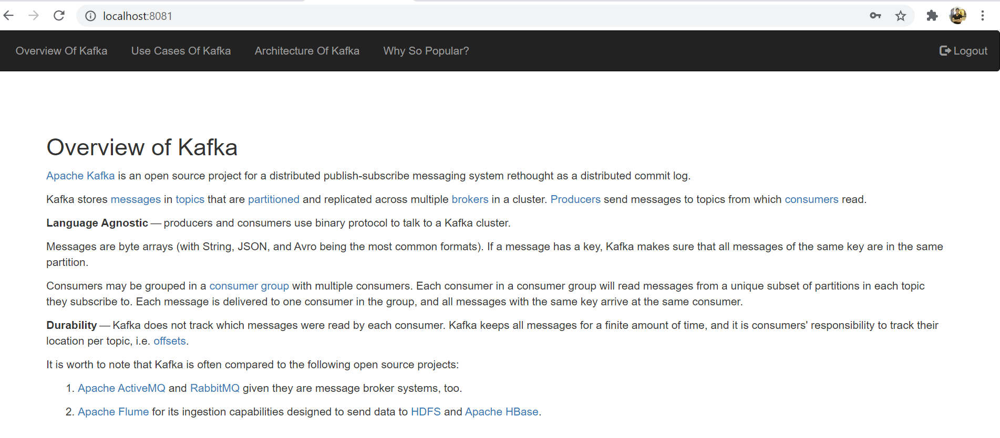 localhost:8081
Overview Of Kafka Use Cases Of Kafka Architecture Of Kafka Why So Popular? Logout
Overview of Kafka
Apache Kafka is an open source project for a distributed publish-subscribe messaging system rethought as a distributed commit log.
Kafka stores messages in topics that are partitioned and replicated across multiple brokers in a cluster. Producers send messages to topics from which consumers read.
Language Agnostic — producers and consumers use binary protocol to talk to a Kafka cluster.
Messages are byte arrays (with String, JSON, and Avro being the most common formats). If a message has a key, Kafka makes sure that all messages of the same key are in the same
partition.
Consumers may be grouped in a consumer group with multiple consumers. Each consumer in a consumer group will read messages from a unique subset of partitions in each topic
they subscribe to. Each message is delivered to one consumer in the group, and all messages with the same key arrive at the same consumer.
Durability — Kafka does not track which messages were read by each consumer. Kafka keeps all messages for a finite amount of time, and it is consumers' responsibility to track their
location per topic, i.e. offsets.
It is worth to note that Kafka is often compared to the following open source projects:
1. Apache ActiveMQ and RabbitMQ given they are message broker systems, too.
2. Apache Flume for its ingestion capabilities designed to send data to HDFS and Apache HBase.